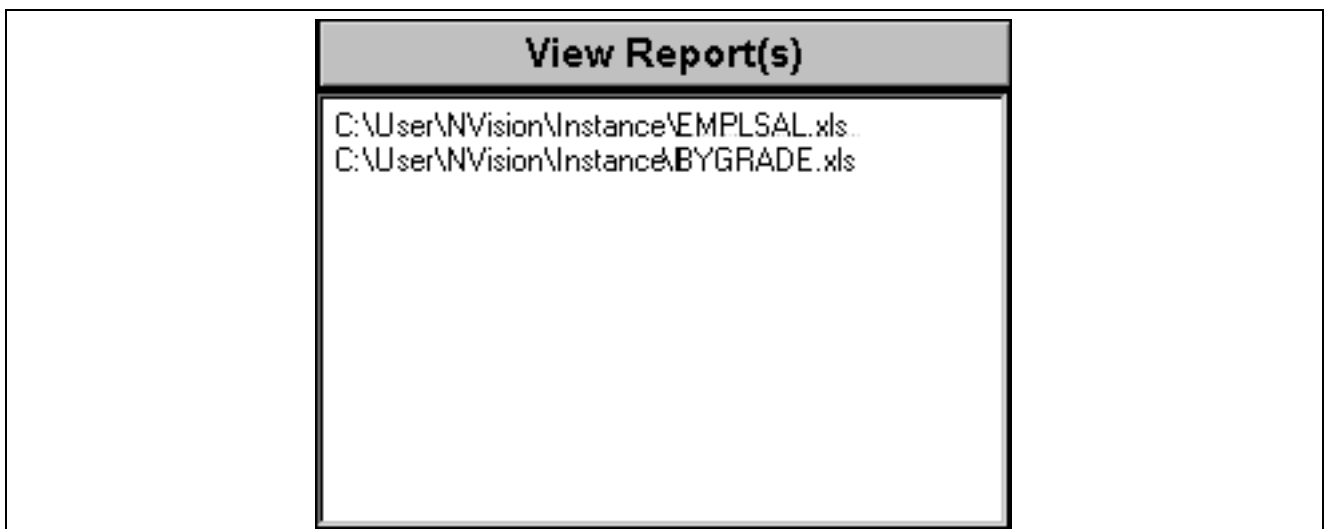 View Report(s)
C:\User\NVision\Instance\EMPLSAL.xls
C:\User\NVision\Instance\BYGRADE.xls